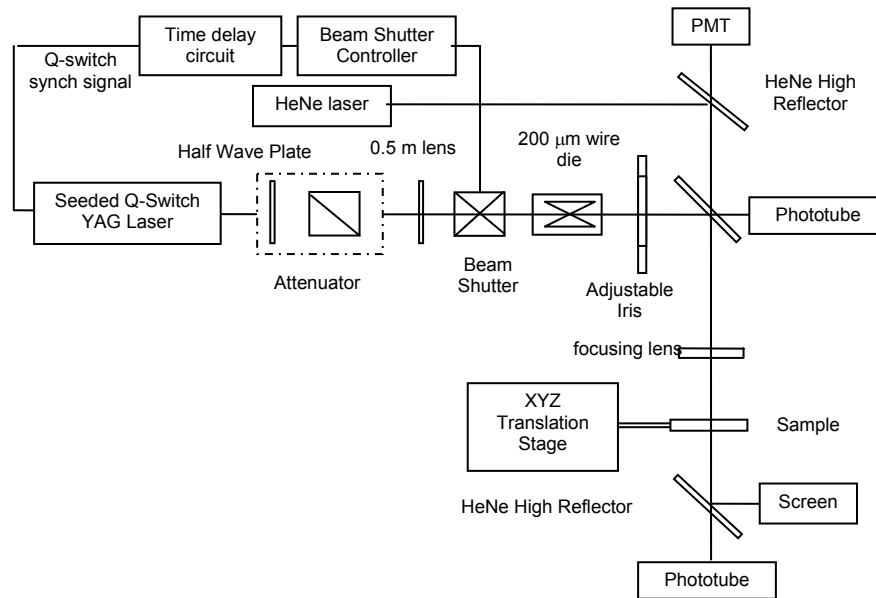 Q-switch
synch signal
Time delay
circuit
Beam Shutter
Controller
PMT
HeNe laser
HeNe High
Reflector
Half Wave Plate
0.5 m lens
200 μm wire
die
Seeded Q-Switch
YAG Laser
Phototube
Attenuator
Beam
Shutter
Adjustable
Iris
focusing lens
XYZ
Translation
Stage
Sample
HeNe High Reflector
Screen
Phototube